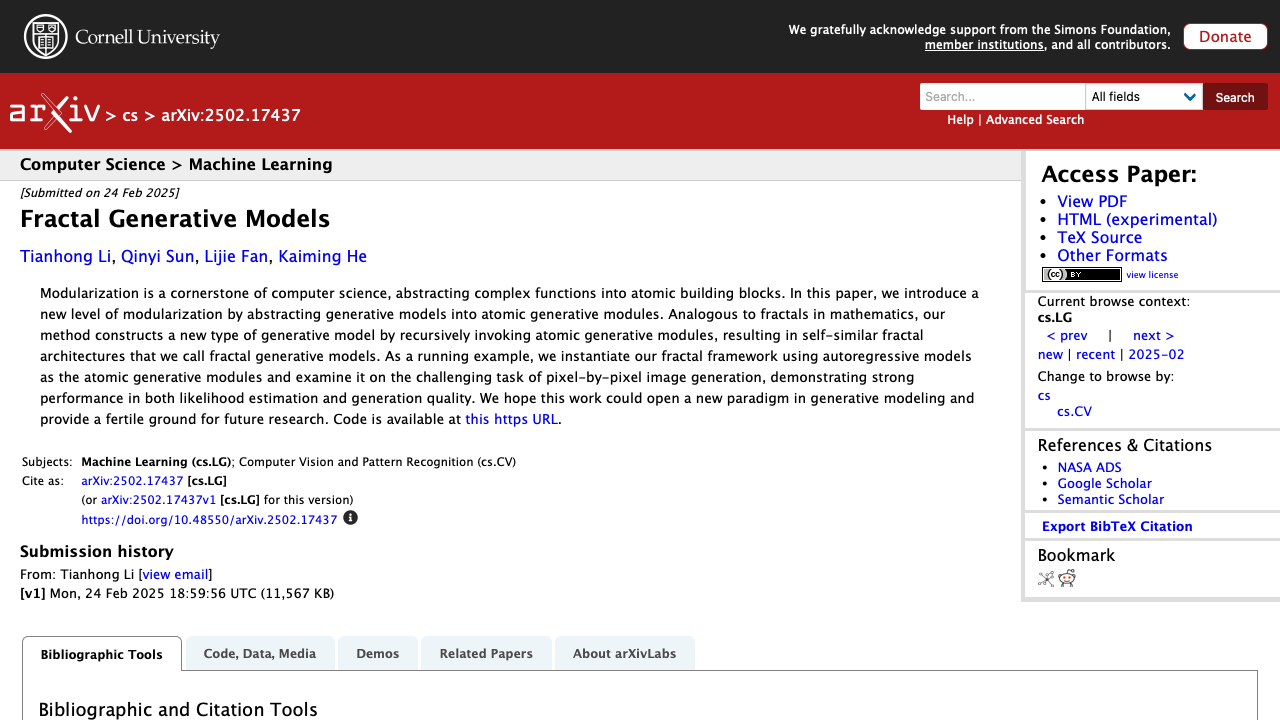 Cornell University
We gratefully acknowledge support from the Simons Foundation,
member institutions, and all contributors.
Donate
arXiv > cs > arXiv:2502.17437
Search...
All fields
Search
Help | Advanced Search
Computer Science > Machine Learning
[Submitted on 24 Feb 2025]
Fractal Generative Models
Tianhong Li, Qinyi Sun, Lijie Fan, Kaiming He
Modularization is a cornerstone of computer science, abstracting complex functions into atomic building blocks. In this paper, we introduce a
new level of modularization by abstracting generative models into atomic generative modules. Analogous to fractals in mathematics, our
method constructs a new type of generative model by recursively invoking atomic generative modules, resulting in self-similar fractal
architectures that we call fractal generative models. As a running example, we instantiate our fractal framework using autoregressive models
as the atomic generative modules and examine it on the challenging task of pixel-by-pixel image generation, demonstrating strong
performance in both likelihood estimation and generation quality. We hope this work could open a new paradigm in generative modeling and
provide a fertile ground for future research. Code is available at this https URL.
Subjects: Machine Learning (cs.LG); Computer Vision and Pattern Recognition (cs.CV)
Cite as: arXiv:2502.17437 [cs.LG]
(or arXiv:2502.17437v1 [cs.LG] for this version)
https://doi.org/10.48550/arXiv.2502.17437
Submission history
From: Tianhong Li [view email]
[v1] Mon, 24 Feb 2025 18:59:56 UTC (11,567 KB)
Access Paper:
View PDF
HTML (experimental)
TeX Source
Other Formats
(cc) BY view license
Current browse context:
cs.LG
< prev | next >
new | recent | 2025-02
Change to browse by:
cs
cs.CV
References & Citations
NASA ADS
Google Scholar
Semantic Scholar
Export BibTeX Citation
Bookmark
Bibliographic Tools
Code, Data, Media
Demos
Related Papers
About arXivLabs
Bibliographic and Citation Tools